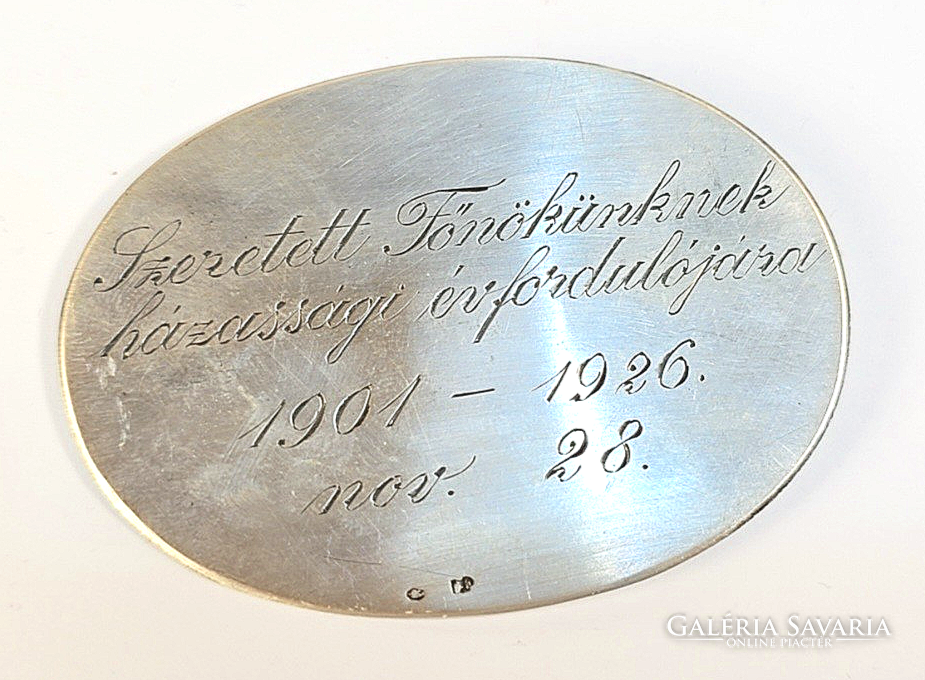 Szeretett Főnökünknek
házassági évfordulójára
1901 – 1926.
nov. 28.
GALÉRIA SAVARIA
ONLINE PIACTÉR